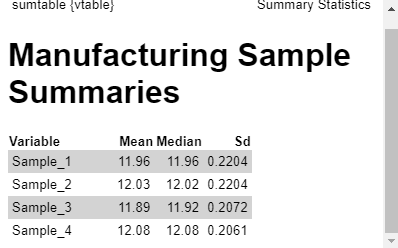 sumtable {vtable} Summary Statistics
Manufacturing Sample
Summaries
Variable Mean Median Sd
Sample_1 11.96 11.96 0.2204
Sample_2 12.03 12.02 0.2204
Sample_3 11.89 11.92 0.2072
Sample_4 12.08 12.08 0.2061